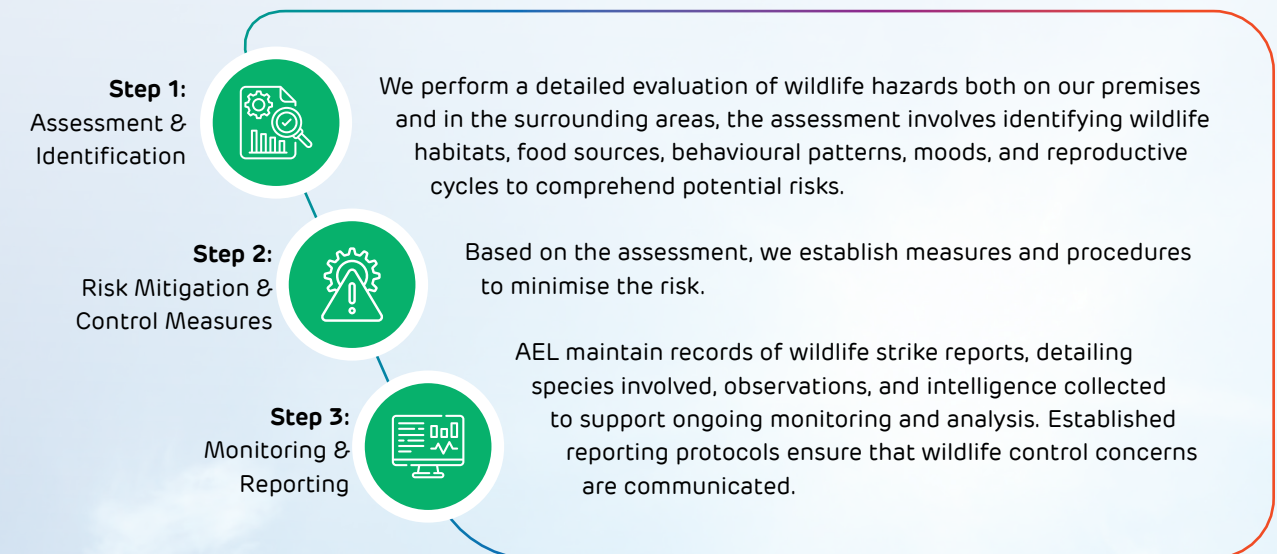 Step 1:
Assessment &
Identification
We perform a detailed evaluation of wildlife hazards both on our premises
and in the surrounding areas, the assessment involves identifying wildlife
habitats, food sources, behavioural patterns, moods, and reproductive
cycles to comprehend potential risks.
Step 2:
Risk Mitigation &
Control Measures
Based on the assessment, we establish measures and procedures
to minimise the risk.
Step 3:
Monitoring &
Reporting
AEL maintain records of wildlife strike reports, detailing
species involved, observations, and intelligence collected
to support ongoing monitoring and analysis. Established
reporting protocols ensure that wildlife control concerns
are communicated.